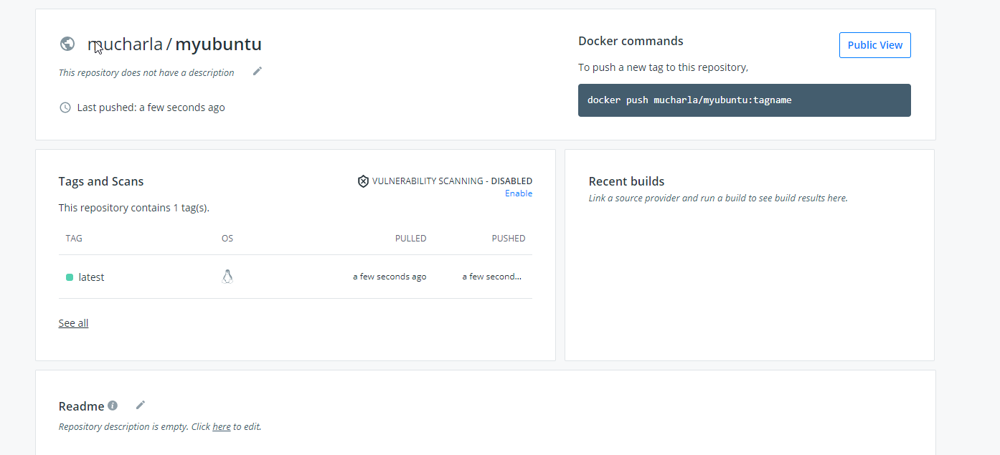 mucharla / myubuntu
This repository does not have a description
Last pushed: a few seconds ago
Docker commands
Public View
To push a new tag to this repository,
docker push mucharla/myubuntu:tagname
Tags and Scans
VULNERABILITY SCANNING - DISABLED
Enable
This repository contains 1 tag(s).
TAG OS PULLED PUSHED
latest a few seconds ago a few second...
See all
Recent builds
Link a source provider and run a build to see build results here.
Readme
Repository description is empty. Click here to edit.